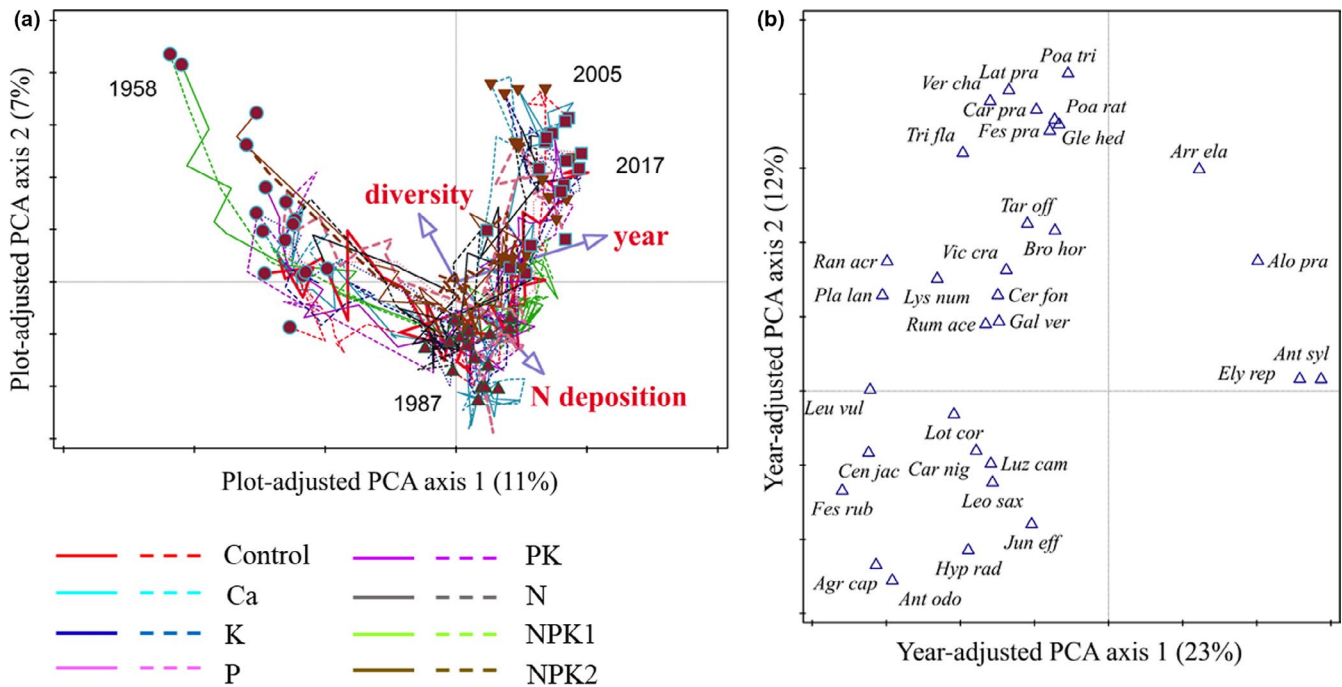 (a)
1958
2005
2017
diversity
year
1987
N deposition
Plot-adjusted PCA axis 2 (7%)
Plot-adjusted PCA axis 1 (11%)
Control
Ca
K
P
PK
N
NPK1
NPK2
(b)
Poa tri
Lat pra
Ver cha
Car pra
Poa rat
Fes pra
Gle hed
Tri fla
Arr ela
Tar off
Bro hor
Vic cra
Ran acr
Alo pra
Pla lan
Lys num
Cer fon
Rum ace
Gal ver
Ant syl
Ely rep
Leu vul
Lot cor
Cen jac
Car nig
Luz cam
Fes rub
Leo sax
Jun eff
Hyp rad
Agr cap
Ant odo
Year-adjusted PCA axis 2 (12%)
Year-adjusted PCA axis 1 (23%)